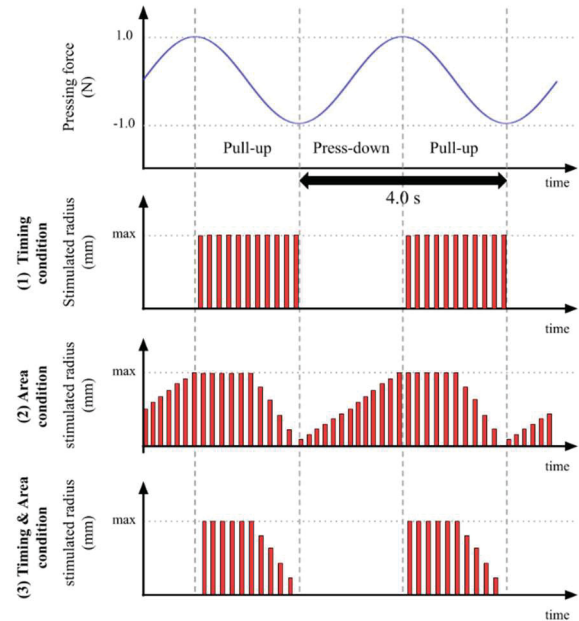 1.0
-1.0
Pressing force
(N)
Pull-up
Press-down
Pull-up
time
4.0 s
(1) Timing
condition
Stimulated radius
(mm)
max
time
(2) Area
condition
stimulated radius
(mm)
max
time
(3) Timing & Area
condition
stimulated radius
(mm)
max
time